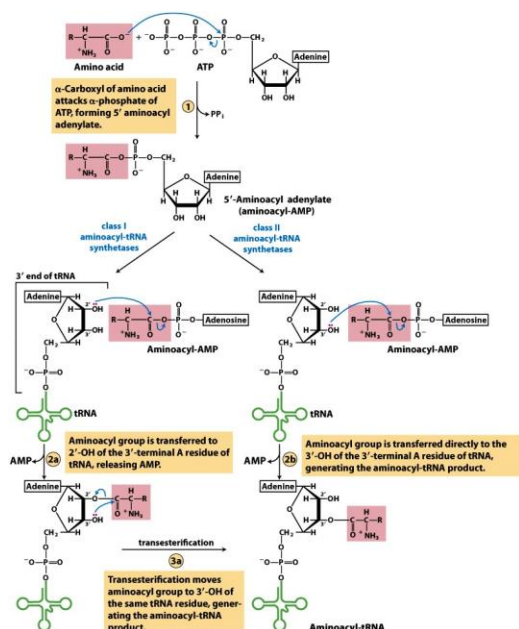 Amino acid
ATP
Adenine
α-Carboxyl of amino acid
attacks α-phosphate of
ATP, forming 5′ aminoacyl
adenylate.
1
PPi
Adenine
5′-Aminoacyl adenylate
(aminoacyl-AMP)
class I
aminoacyl-tRNA
synthetases
class II
aminoacyl-tRNA
synthetases
3′ end of tRNA
Adenine
2′
3′
Adenosine
Aminoacyl-AMP
tRNA
Adenine
2′
3′
Adenosine
Aminoacyl-AMP
tRNA
AMP
2a
Aminoacyl group is transferred to
2′-OH of the 3′-terminal A residue of
tRNA, releasing AMP.
AMP
2b
Aminoacyl group is transferred directly to the
3′-OH of the 3′-terminal A residue of tRNA,
generating the aminoacyl-tRNA product.
Adenine
transesterification
3a
Transesterification moves
aminoacyl group to 3′-OH of
the same tRNA residue, gener-
ating the aminoacyl-tRNA
product.
Adenine
Aminoacyl-tRNA